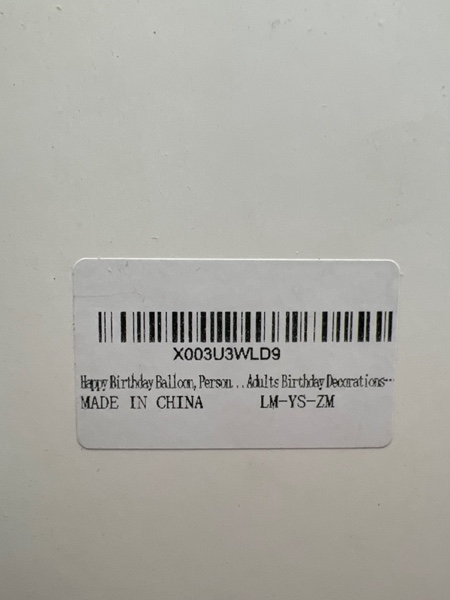 X003U3WLD9
Happy Birthday Balloon, Person...Adults Birthday Decorations…
MADE IN CHINA LM-YS-ZM